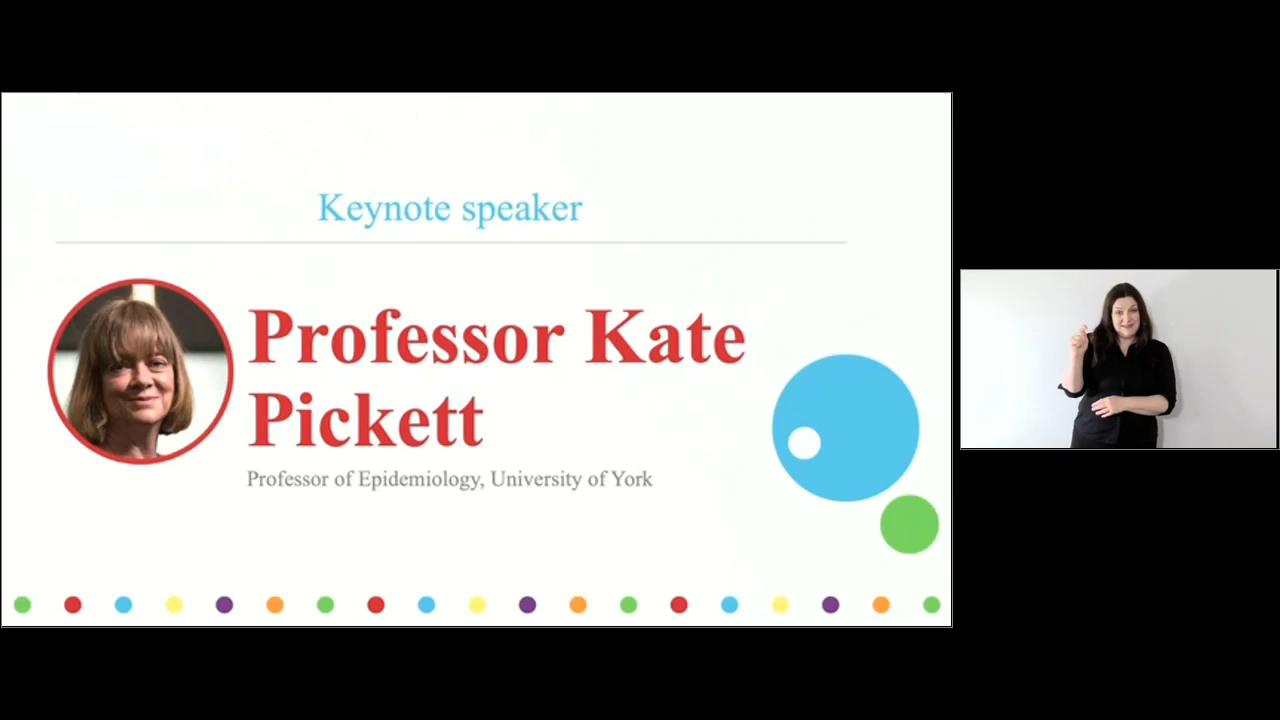 Keynote speaker
Professor Kate
Pickett
Professor of Epidemiology, University of York